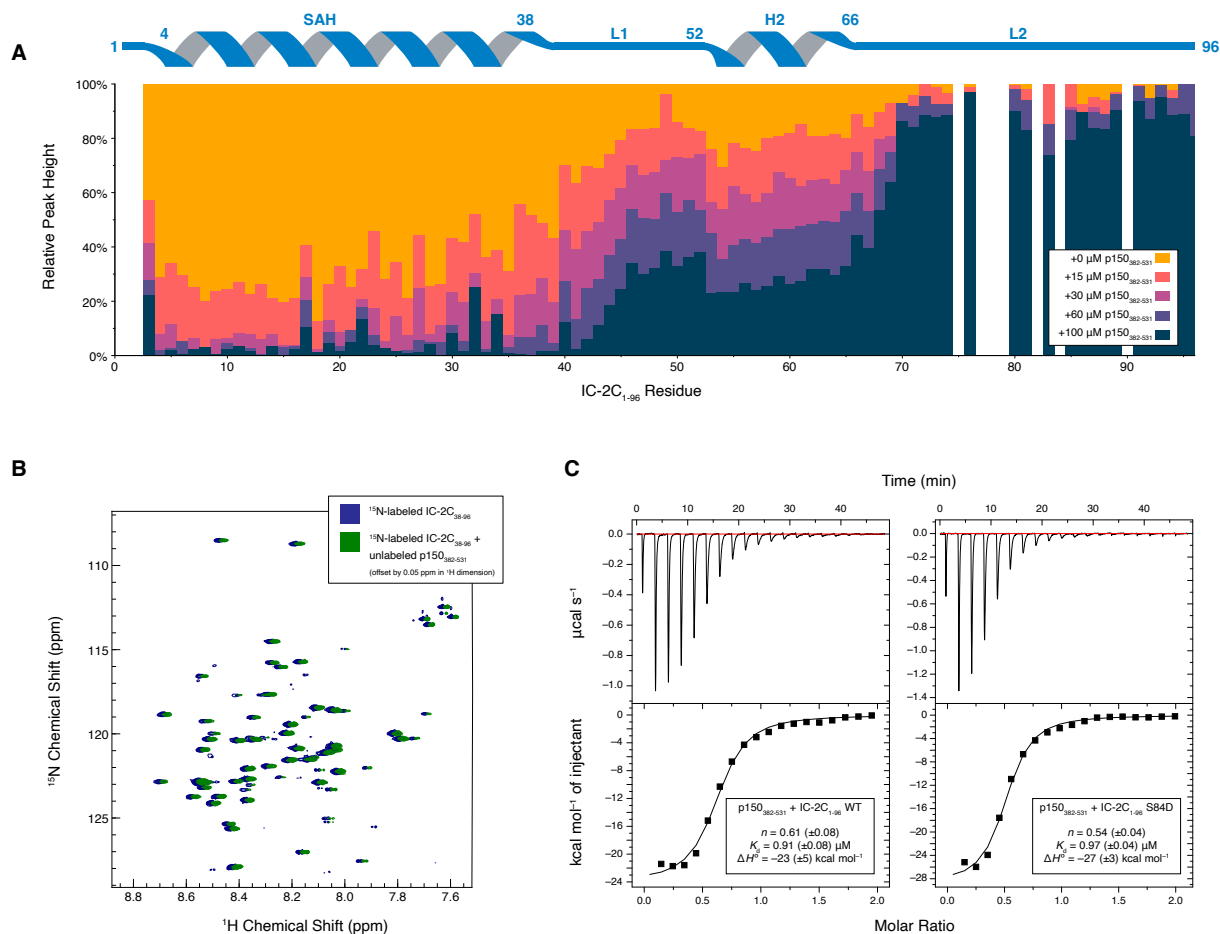 A
1
4
SAH
38
L1
52
H2
66
L2
96
Relative Peak Height
100%
80%
60%
40%
20%
0%
0 10 20 30 40 50 60 70 80 90
IC-2C1-96 Residue
+0 µM p150382-531
+15 µM p150382-531
+30 µM p150382-531
+60 µM p150382-531
+100 µM p150382-531
B
15N-labeled IC-2C38-96
15N-labeled IC-2C38-96 +
unlabeled p150382-531
(offset by 0.05 ppm in 1H dimension)
15N Chemical Shift (ppm)
110
115
120
125
8.8 8.6 8.4 8.2 8.0 7.8 7.6
1H Chemical Shift (ppm)
C
Time (min)
0 10 20 30 40
0 10 20 30 40
µcal s−1
0.0
−0.2
−0.4
−0.6
−0.8
−1.0
0.0
−0.2
−0.4
−0.6
−0.8
−1.0
−1.2
−1.4
kcal mol−1 of injectant
0
−4
−8
−12
−16
−20
−24
0
−4
−8
−12
−16
−20
−24
−28
p150382-531 + IC-2C1-96 WT
n = 0.61 (±0.08)
Kd = 0.91 (±0.08) µM
ΔHº = −23 (±5) kcal mol−1
p150382-531 + IC-2C1-96 S84D
n = 0.54 (±0.04)
Kd = 0.97 (±0.04) µM
ΔHº = −27 (±3) kcal mol−1
0.0 0.5 1.0 1.5 2.0
0.0 0.5 1.0 1.5 2.0
Molar Ratio